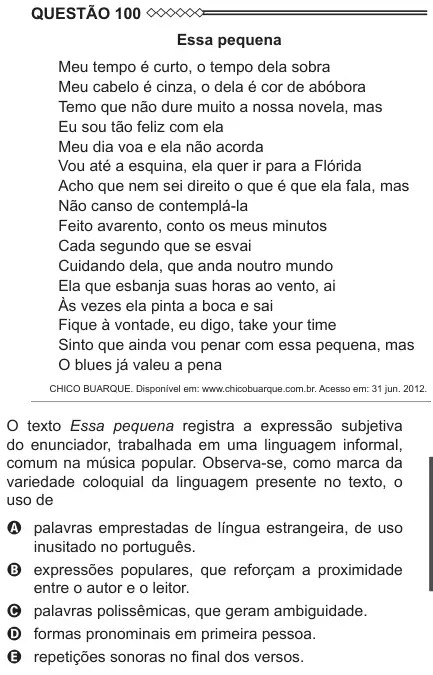 QUESTÃO 100
Essa pequena
Meu tempo é curto, o tempo dela sobra
Meu cabelo é cinza, o dela é cor de abóbora
Temo que não dure muito a nossa novela, mas
Eu sou tão feliz com ela
Meu dia voa e ela não acorda
Vou até a esquina, ela quer ir para a Flórida
Acho que nem sei direito o que é que ela fala, mas
Não canso de contemplá-la
Feito avarento, conto os meus minutos
Cada segundo que se esvai
Cuidando dela, que anda noutro mundo
Ela que esbanja suas horas ao vento, ai
Às vezes ela pinta a boca e sai
Fique à vontade, eu digo, take your time
Sinto que ainda vou penar com essa pequena, mas
O blues já valeu a pena
CHICO BUARQUE. Disponível em: www.chicobuarque.com.br. Acesso em: 31 jun. 2012.
O texto Essa pequena registra a expressão subjetiva
do enunciador, trabalhada em uma linguagem informal,
comum na música popular. Observa-se, como marca da
variedade coloquial da linguagem presente no texto, o
uso de
A palavras emprestadas de língua estrangeira, de uso
inusitado no português.
B expressões populares, que reforçam a proximidade
entre o autor e o leitor.
C palavras polissêmicas, que geram ambiguidade.
D formas pronominais em primeira pessoa.
E repetições sonoras no final dos versos.